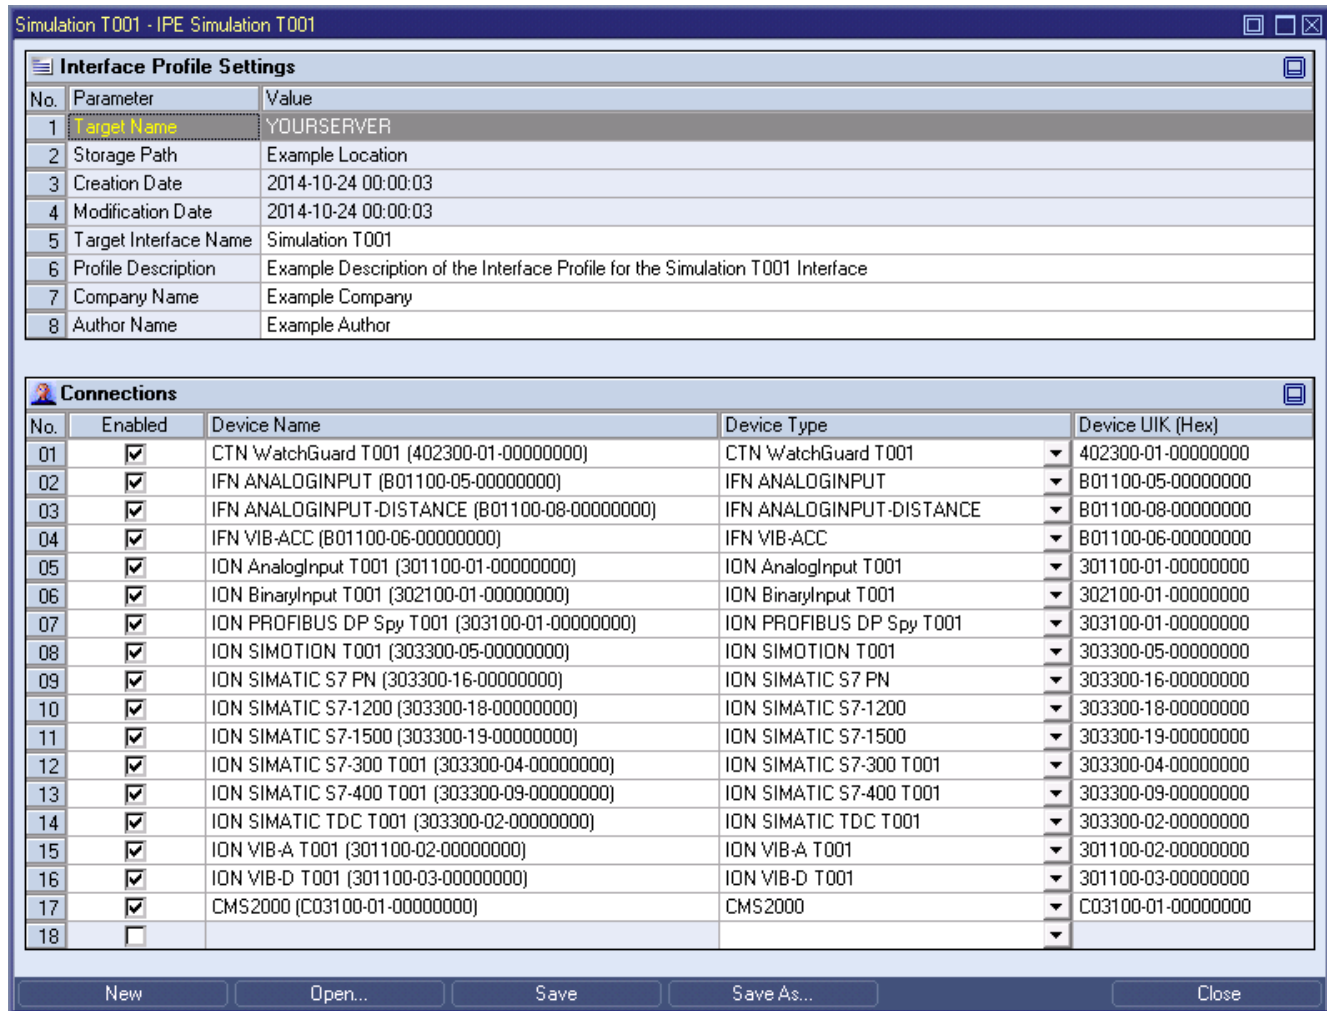 Simulation T001 - IPE Simulation T001
Interface Profile Settings
No. Parameter Value
1 Target Name YOURSERVER
2 Storage Path Example Location
3 Creation Date 2014-10-24 00:00:03
4 Modification Date 2014-10-24 00:00:03
5 Target Interface Name Simulation T001
6 Profile Description Example Description of the Interface Profile for the Simulation T001 Interface
7 Company Name Example Company
8 Author Name Example Author
Connections
No. Enabled Device Name Device Type Device UIK (Hex)
01 CTN WatchGuard T001 (402300-01-00000000) CTN WatchGuard T001 402300-01-00000000
02 IFN ANALOGINPUT (B01100-05-00000000) IFN ANALOGINPUT B01100-05-00000000
03 IFN ANALOGINPUT-DISTANCE (B01100-08-00000000) IFN ANALOGINPUT-DISTANCE B01100-08-00000000
04 IFN VIB-ACC (B01100-06-00000000) IFN VIB-ACC B01100-06-00000000
05 ION AnalogInput T001 (301100-01-00000000) ION AnalogInput T001 301100-01-00000000
06 ION BinaryInput T001 (302100-01-00000000) ION BinaryInput T001 302100-01-00000000
07 ION PROFIBUS DP Spy T001 (303100-01-00000000) ION PROFIBUS DP Spy T001 303100-01-00000000
08 ION SIMOTION T001 (303300-05-00000000) ION SIMOTION T001 303300-05-00000000
09 ION SIMATIC S7 PN (303300-16-00000000) ION SIMATIC S7 PN 303300-16-00000000
10 ION SIMATIC S7-1200 (303300-18-00000000) ION SIMATIC S7-1200 303300-18-00000000
11 ION SIMATIC S7-1500 (303300-19-00000000) ION SIMATIC S7-1500 303300-19-00000000
12 ION SIMATIC S7-300 T001 (303300-04-00000000) ION SIMATIC S7-300 T001 303300-04-00000000
13 ION SIMATIC S7-400 T001 (303300-09-00000000) ION SIMATIC S7-400 T001 303300-09-00000000
14 ION SIMATIC TDC T001 (303300-02-00000000) ION SIMATIC TDC T001 303300-02-00000000
15 ION VIB-A T001 (301100-02-00000000) ION VIB-A T001 301100-02-00000000
16 ION VIB-D T001 (301100-03-00000000) ION VIB-D T001 301100-03-00000000
17 CMS2000 (C03100-01-00000000) CMS2000 C03100-01-00000000
18
New Open... Save Save As... Close